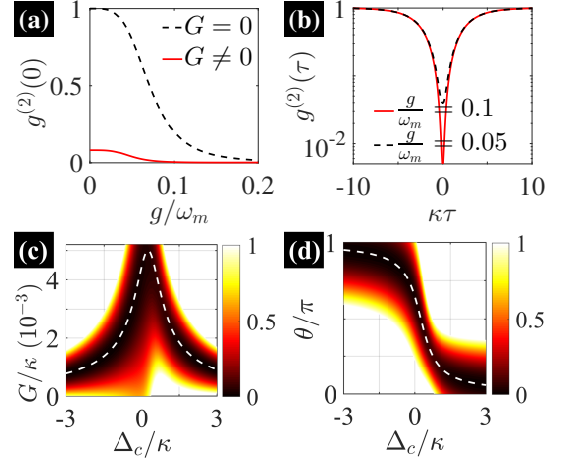 (a)
G = 0
G ≠ 0
g^{(2)}(0)
1
0.5
0
0
0.1
0.2
g/ω_m
(b)
g^{(2)}(τ)
10^0
10^{-2}
g/ω_m = 0.1
g/ω_m = 0.05
-10
0
10
κτ
(c)
G/κ (10^{-3})
4
2
0
-3
0
3
Δ_c/κ
1
0.5
0
(d)
θ/π
1
0
-3
0
3
Δ_c/κ
1
0.5
0